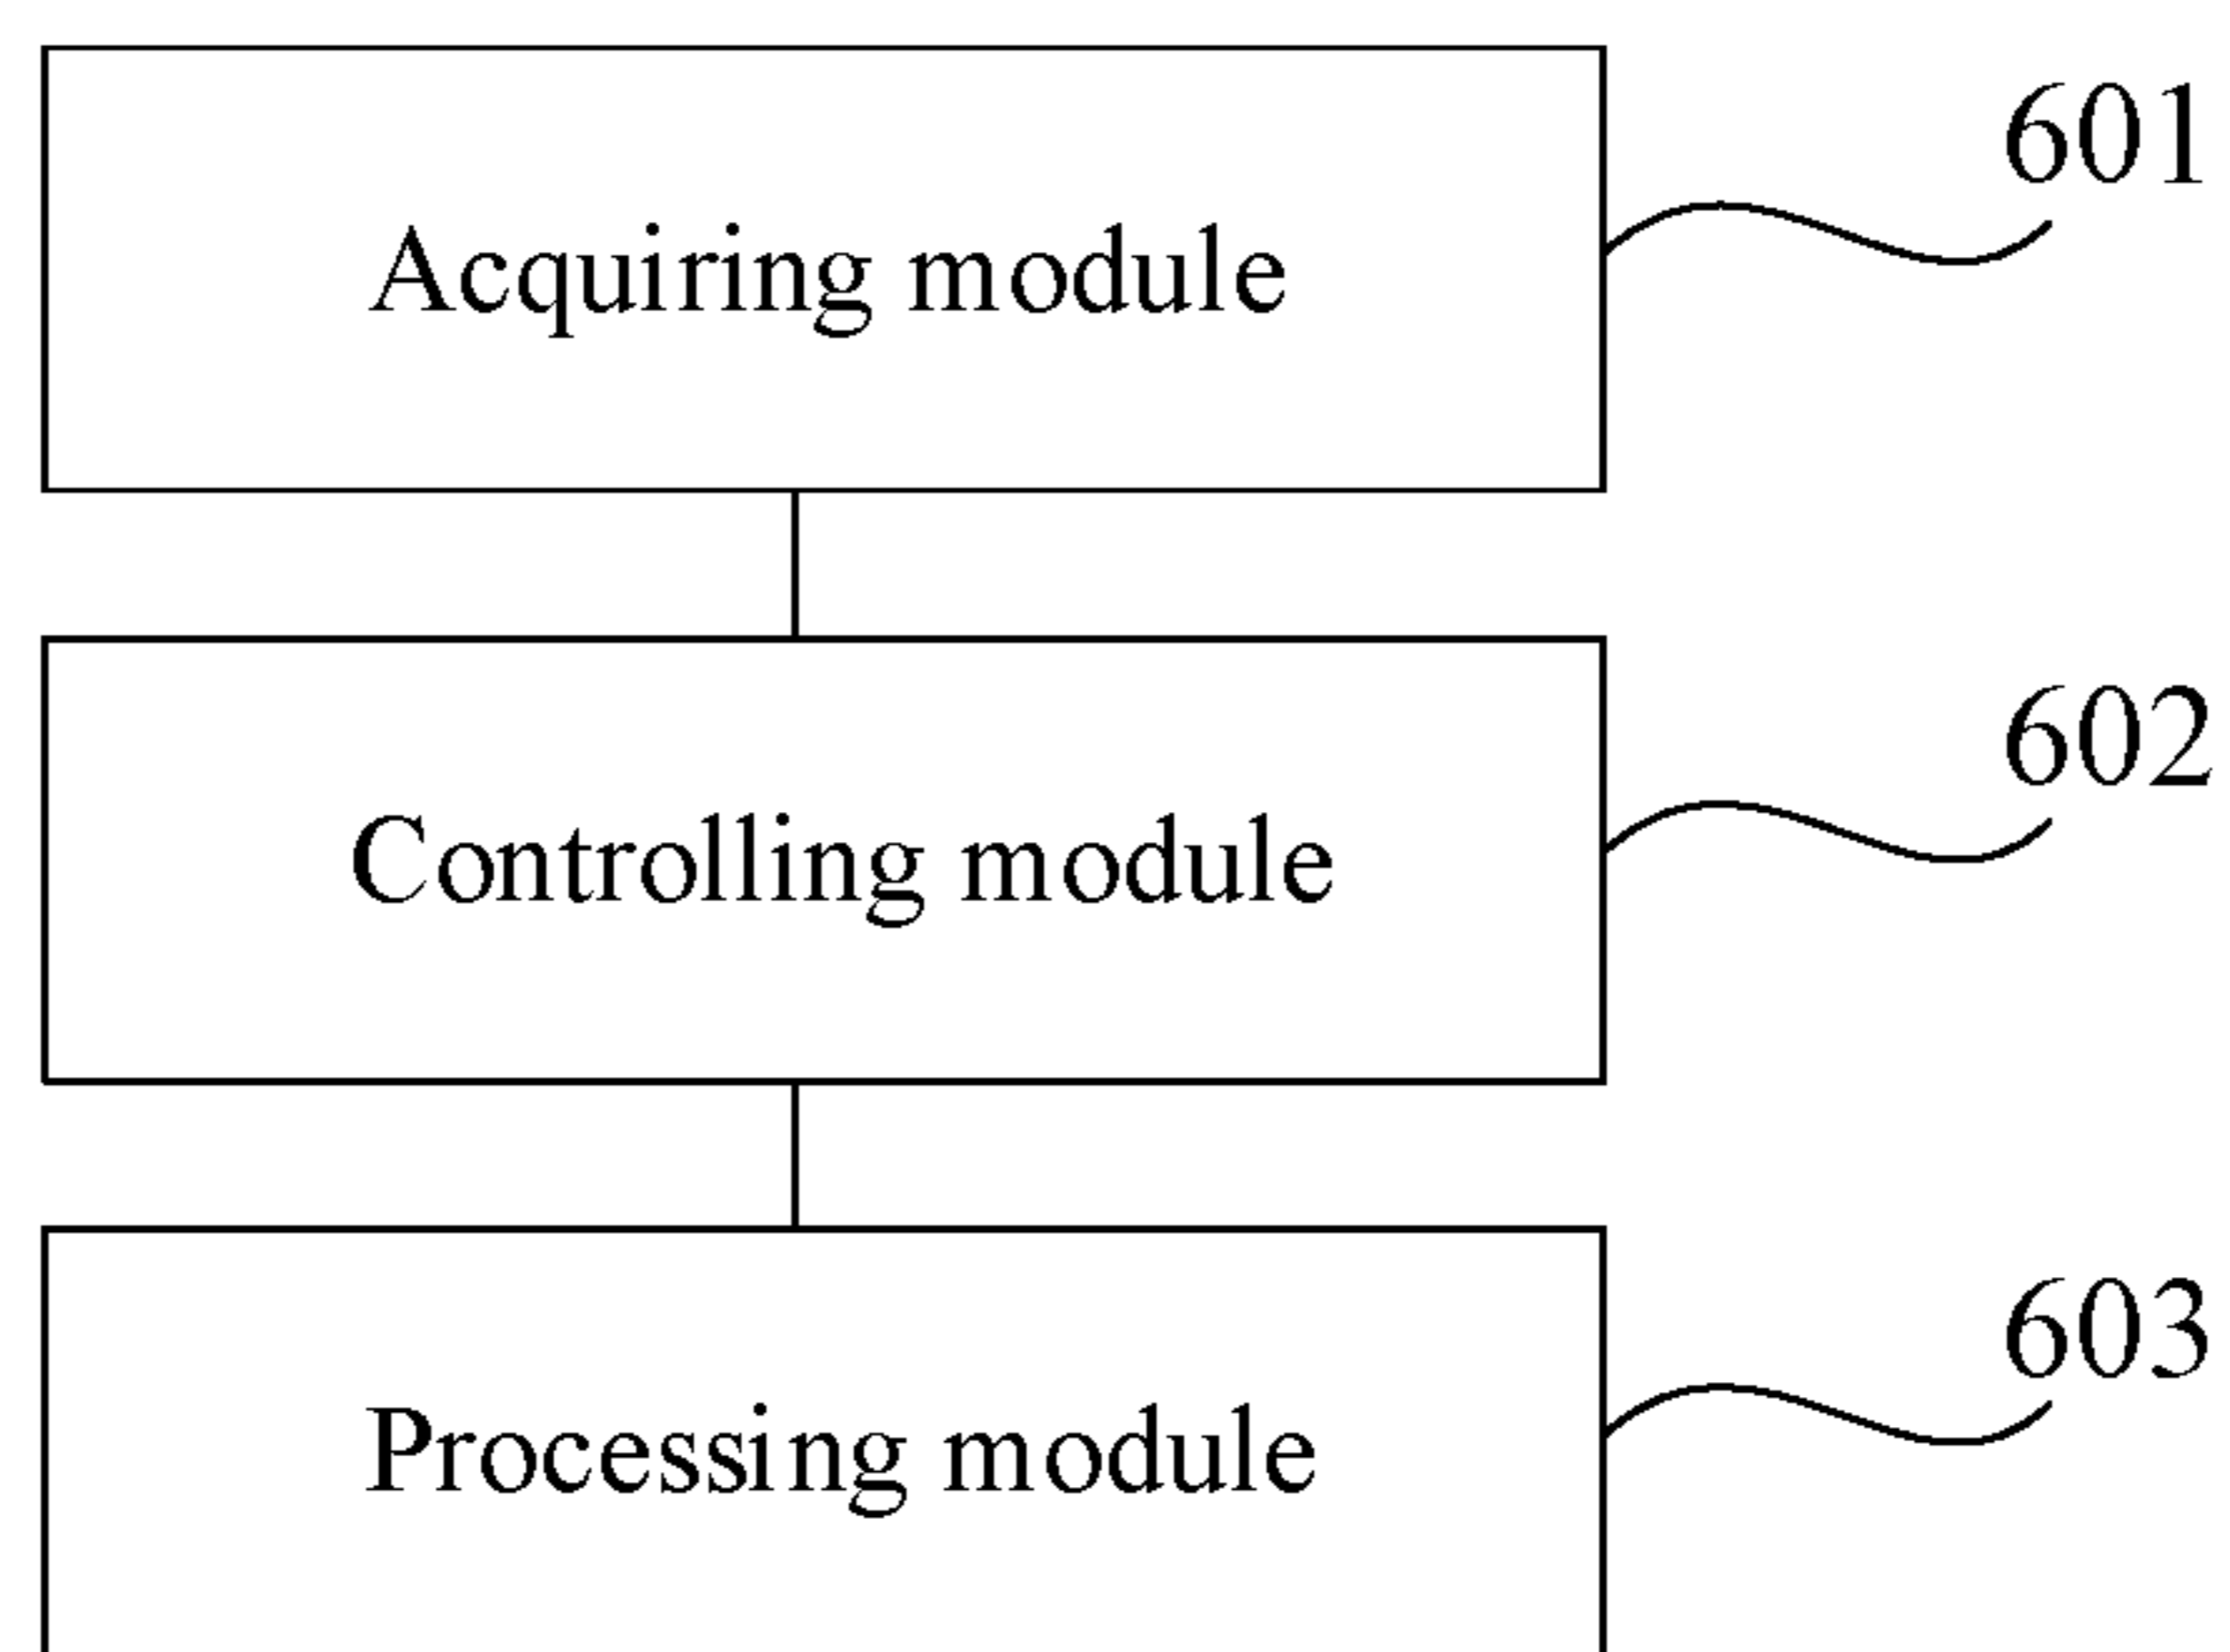 601
Acquiring module
602
Controlling module
603
Processing module